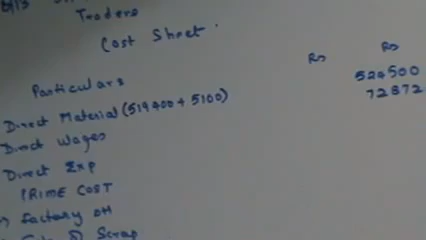 Traders
Cost Sheet
Particulars Rs Rs
Direct Material (519400 + 5100) 524500
Direct Wages 72872
Direct Exp
PRIME COST
Factory OH
Scrap